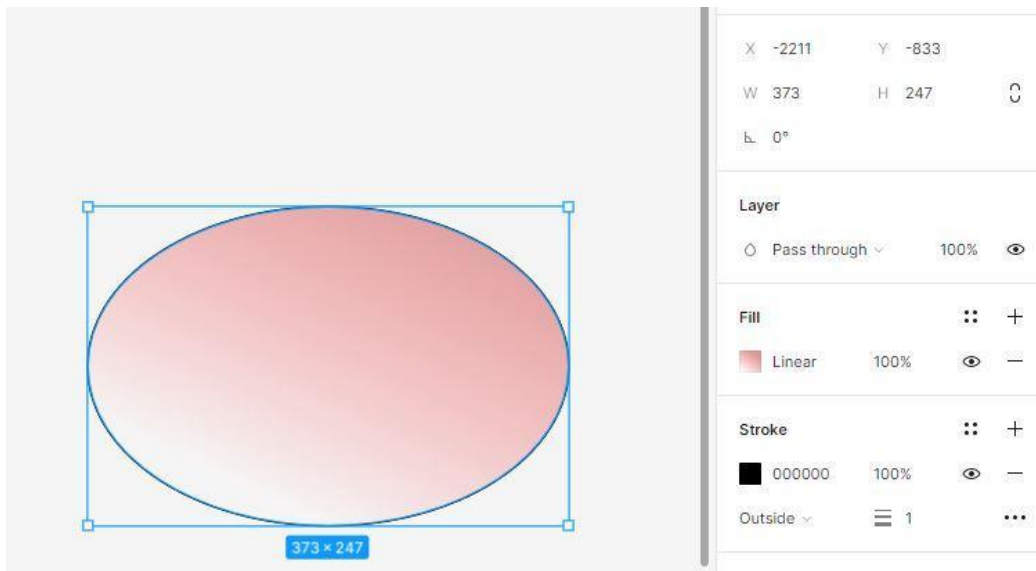 X -2211 Y -833
W 373 H 247
0°
Layer
Pass through 100%
Fill
Linear 100%
Stroke
000000 100%
Outside 1
373 × 247